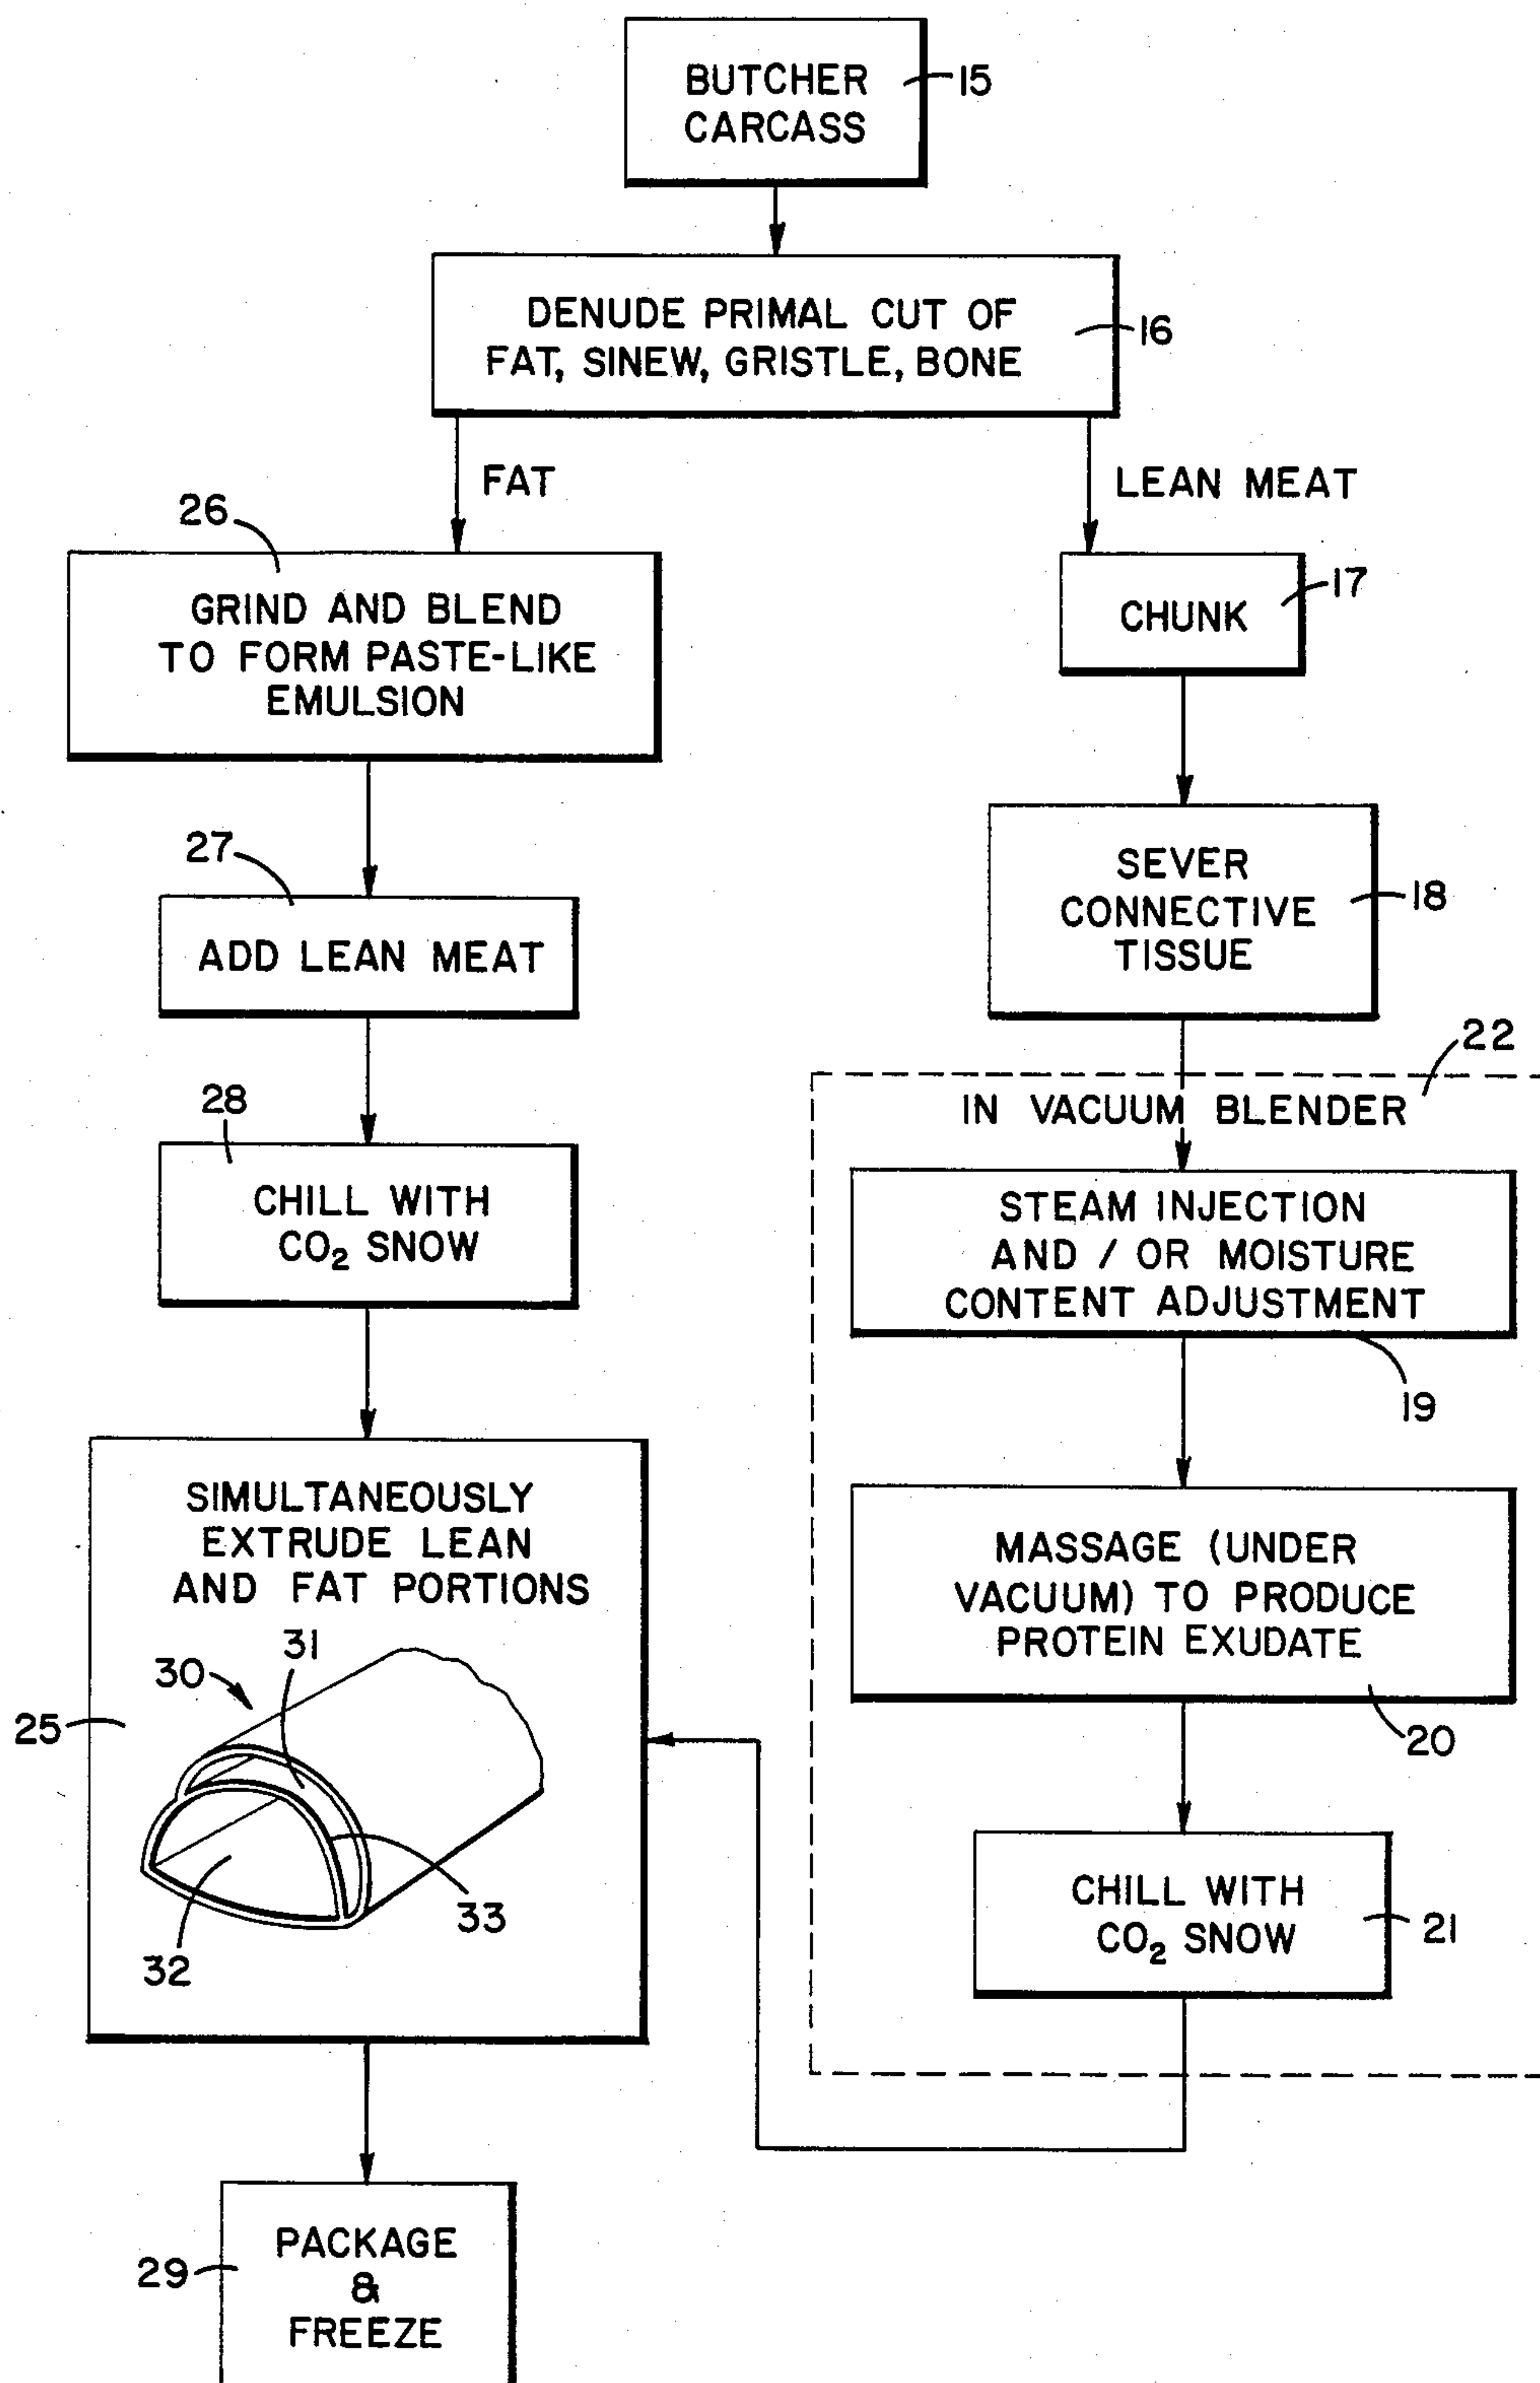 BUTCHER
CARCASS
15
DENUDE PRIMAL CUT OF
FAT, SINEW, GRISTLE, BONE
16
FAT
LEAN MEAT
26
GRIND AND BLEND
TO FORM PASTE-LIKE
EMULSION
CHUNK
17
27
ADD LEAN MEAT
SEVER
CONNECTIVE
TISSUE
18
22
IN VACUUM BLENDER
28
CHILL WITH
CO₂ SNOW
STEAM INJECTION
AND / OR MOISTURE
CONTENT ADJUSTMENT
19
SIMULTANEOUSLY
EXTRUDE LEAN
AND FAT PORTIONS
30
31
25
32
33
MASSAGE (UNDER
VACUUM) TO PRODUCE
PROTEIN EXUDATE
20
CHILL WITH
CO₂ SNOW
21
PACKAGE
&
FREEZE
29